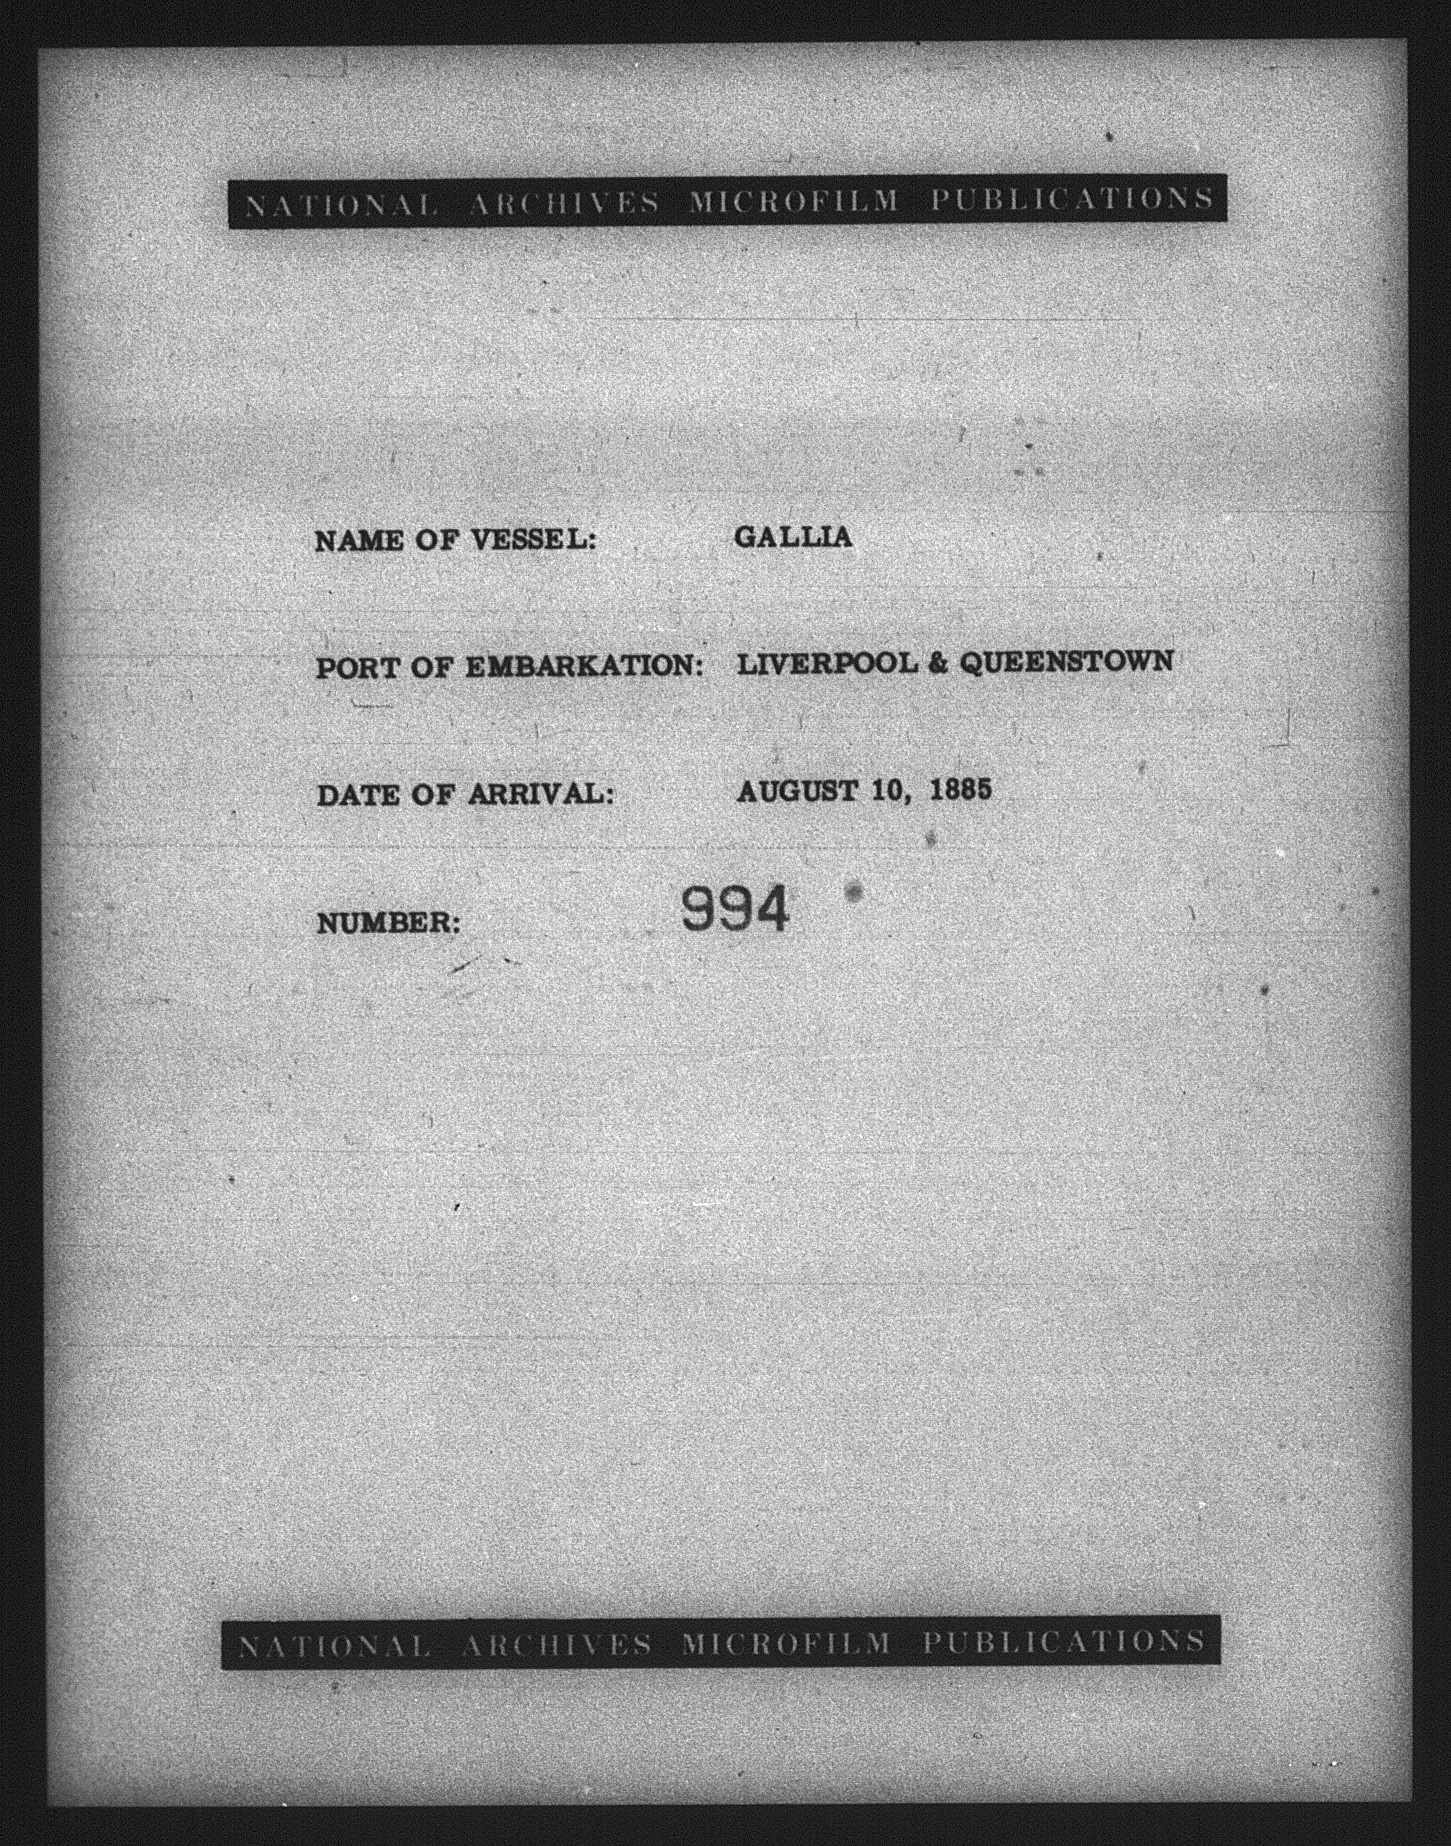 NATIONAL ARCHIVES MICROFILM PUBLICATIONS
NAME OF VESSEL: GALLIA
PORT OF EMBARKATION: LIVERPOOL & QUEENSTOWN
DATE OF ARRIVAL: AUGUST 10, 1885
NUMBER: 994
NATIONAL ARCHIVES MICROFILM PUBLICATIONS